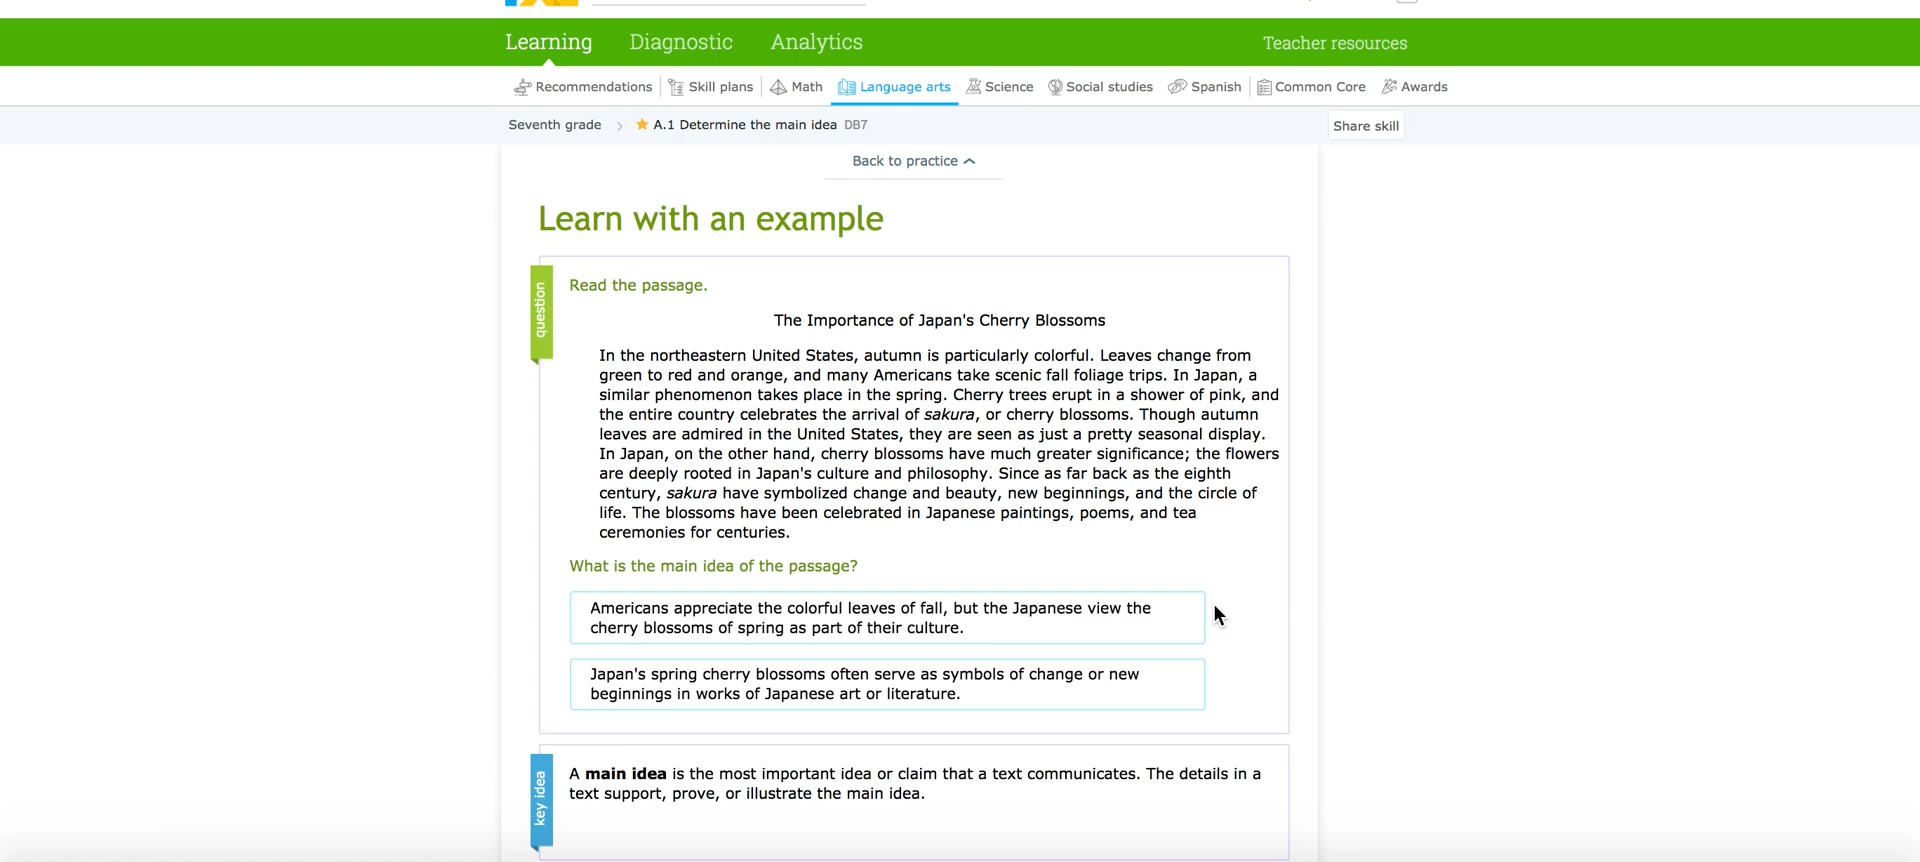 Learning Diagnostic Analytics Teacher resources
Recommendations Skill plans Math Language arts Science Social studies Spanish Common Core Awards
Seventh grade > A.1 Determine the main idea DB7 Share skill
Back to practice
Learn with an example
question
Read the passage.
The Importance of Japan's Cherry Blossoms
In the northeastern United States, autumn is particularly colorful. Leaves change from
green to red and orange, and many Americans take scenic fall foliage trips. In Japan, a
similar phenomenon takes place in the spring. Cherry trees erupt in a shower of pink, and
the entire country celebrates the arrival of sakura, or cherry blossoms. Though autumn
leaves are admired in the United States, they are seen as just a pretty seasonal display.
In Japan, on the other hand, cherry blossoms have much greater significance; the flowers
are deeply rooted in Japan's culture and philosophy. Since as far back as the eighth
century, sakura have symbolized change and beauty, new beginnings, and the circle of
life. The blossoms have been celebrated in Japanese paintings, poems, and tea
ceremonies for centuries.
What is the main idea of the passage?
Americans appreciate the colorful leaves of fall, but the Japanese view the
cherry blossoms of spring as part of their culture.
Japan's spring cherry blossoms often serve as symbols of change or new
beginnings in works of Japanese art or literature.
key idea
A main idea is the most important idea or claim that a text communicates. The details in a
text support, prove, or illustrate the main idea.